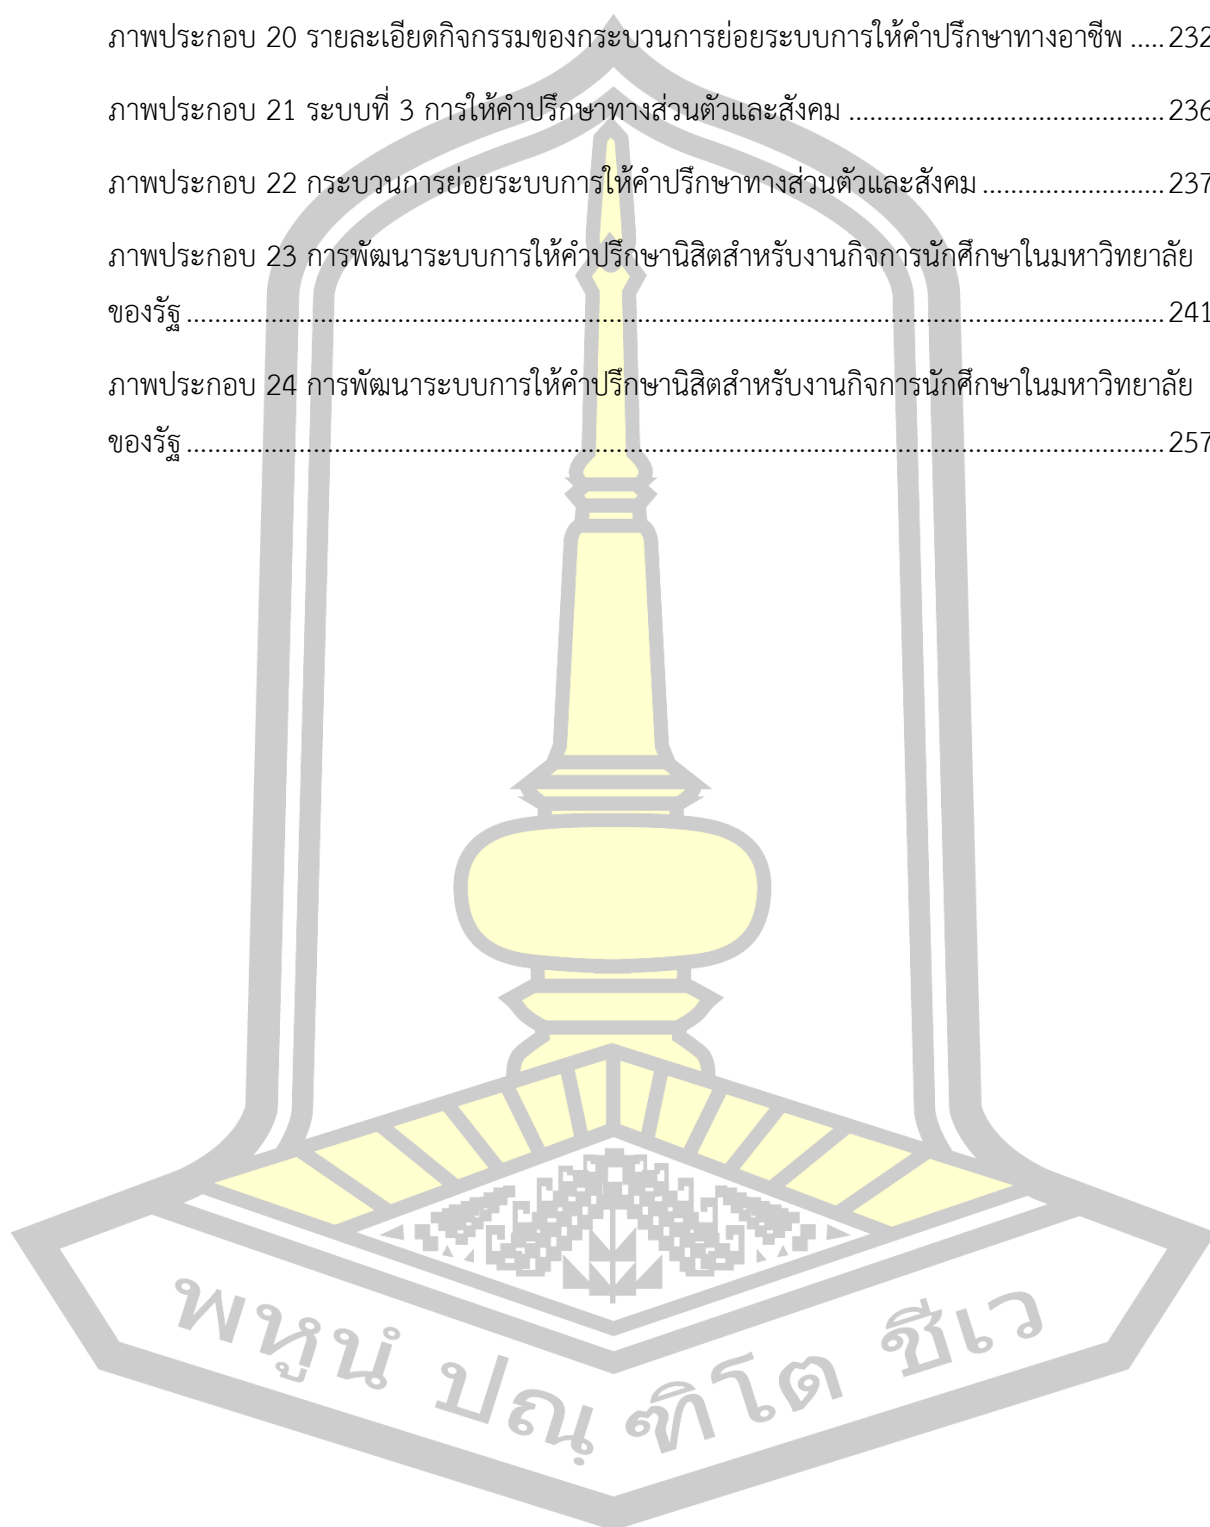 ภาพประกอบ 20 รายละเอียดกิจกรรมของกระบวนการย่อยระบบการให้คำปรึกษาทางอาชีพ .....232
ภาพประกอบ 21 ระบบที่ 3 การให้คำปรึกษาทางส่วนตัวและสังคม .............................................236
ภาพประกอบ 22 กระบวนการย่อยระบบการให้คำปรึกษาทางส่วนตัวและสังคม ..........................237
ภาพประกอบ 23 การพัฒนาระบบการให้คำปรึกษานิสิตสำหรับงานกิจการนักศึกษาในมหาวิทยาลัย
ของรัฐ ............................................................................................................................................241
ภาพประกอบ 24 การพัฒนาระบบการให้คำปรึกษานิสิตสำหรับงานกิจการนักศึกษาในมหาวิทยาลัย
ของรัฐ ............................................................................................................................................257
พหูนํ ปณฺฑิโต ชีเว